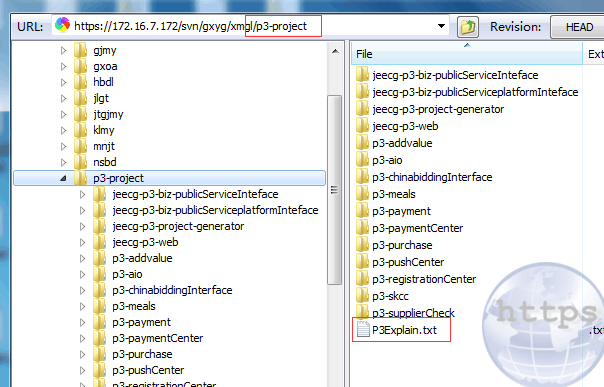 URL: https://172.16.7.172/svn/gxyg/xmgl/p3-project Revision: HEAD
gjmy
gxoa
hbdl
jlgt
jtgjmy
klmy
mnjt
nsbd
p3-project
jeecg-p3-biz-publicServiceInteface
jeecg-p3-biz-publicServiceplatformInteface
jeecg-p3-project-generator
jeecg-p3-web
p3-addvalue
p3-aio
p3-chinabiddingInterface
p3-meals
p3-payment
p3-paymentCenter
p3-purchase
p3-pushCenter
p3-registrationCenter
File Ext
jeecg-p3-biz-publicServiceInteface
jeecg-p3-biz-publicServiceplatformInteface
jeecg-p3-project-generator
jeecg-p3-web
p3-addvalue
p3-aio
p3-chinabiddingInterface
p3-meals
p3-payment
p3-paymentCenter
p3-purchase
p3-pushCenter
p3-registrationCenter
p3-skcc
p3-supplierCheck
P3Explain.txt .tx
https